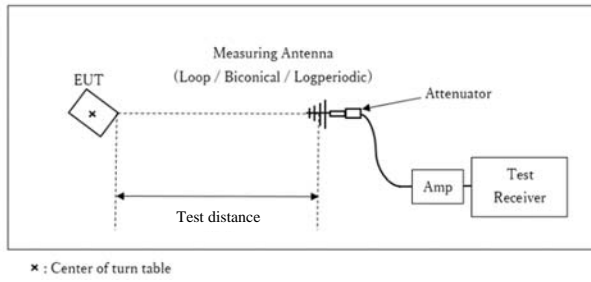 Measuring Antenna
(Loop / Biconical / Logperiodic)
EUT
Attenuator
Amp
Test
Receiver
Test distance
× : Center of turn table